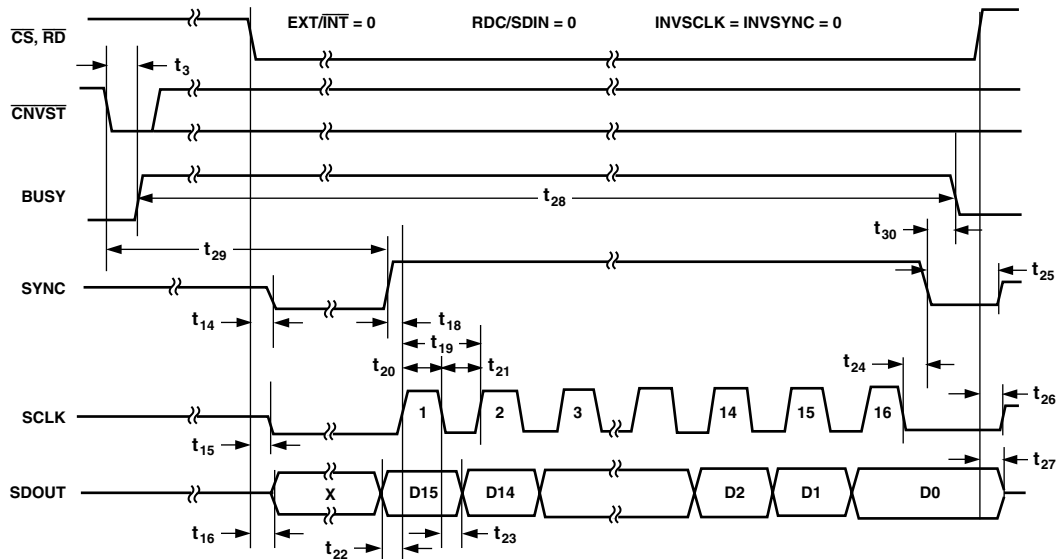 EXT/INT = 0 RDC/SDIN = 0 INVSCLK = INVSYNC = 0
CS, RD
t3
CNVST
BUSY
t28
t29
t30
SYNC
t25
t14
t18
t19
t20
t21
t24
SCLK
1 2 3 14 15 16
t26
t15
t27
SDOUT
X D15 D14 D2 D1 D0
t16
t22
t23